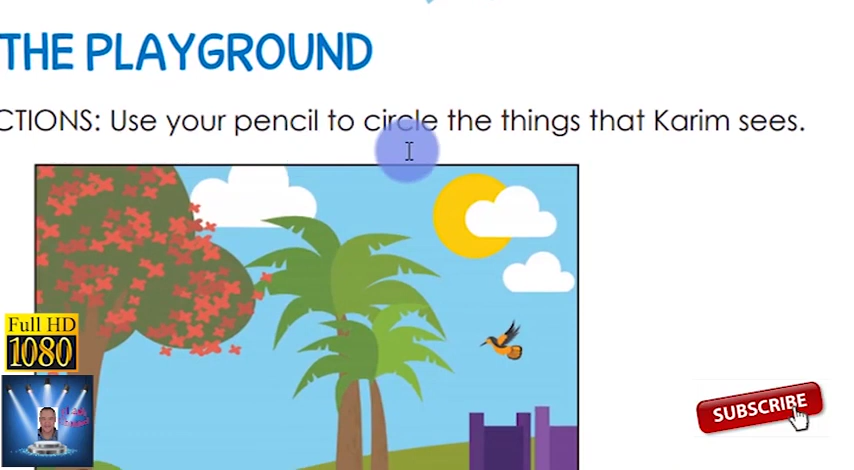 THE PLAYGROUND
CTIONS: Use your pencil to circle the things that Karim sees.
Full HD
1080
SUBSCRIBE